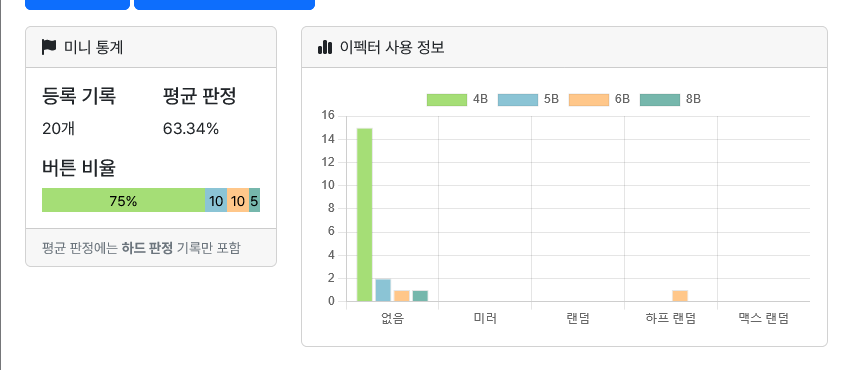 미니 통계
등록 기록 평균 판정
20개 63.34%
버튼 비율
75% 10 10 5
평균 판정에는 하드 판정 기록만 포함
이펙터 사용 정보
4B 5B 6B 8B
16
14
12
10
8
6
4
2
0
없음 미러 랜덤 하프 랜덤 맥스 랜덤